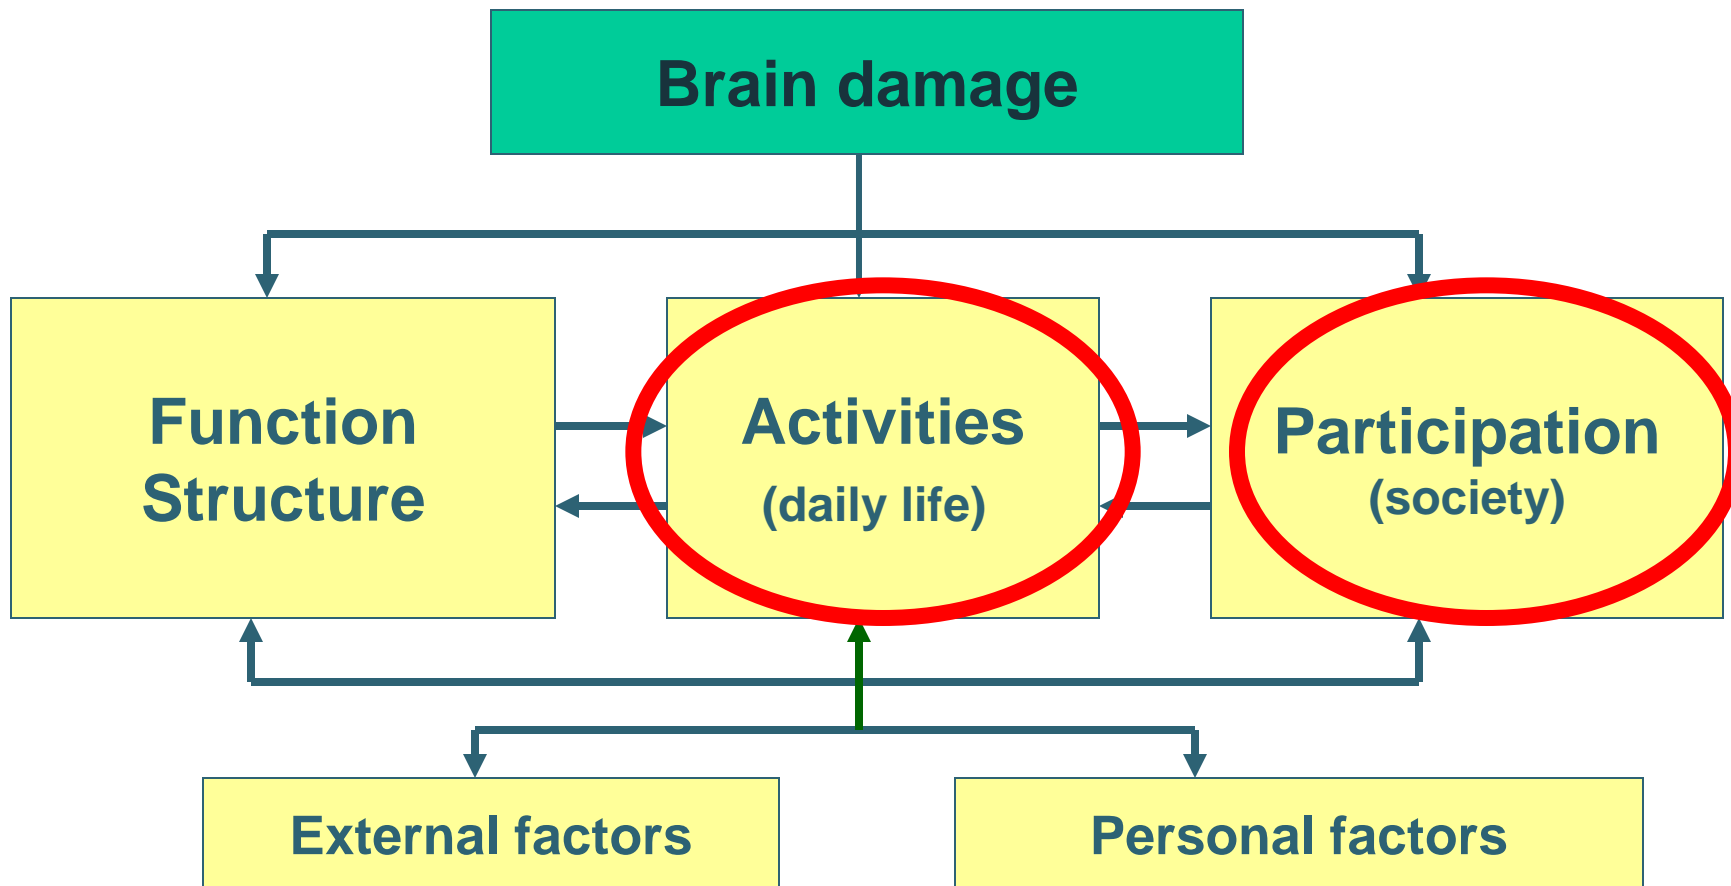 Brain damage
Function
Structure
Activities
(daily life)
Participation
(society)
External factors
Personal factors